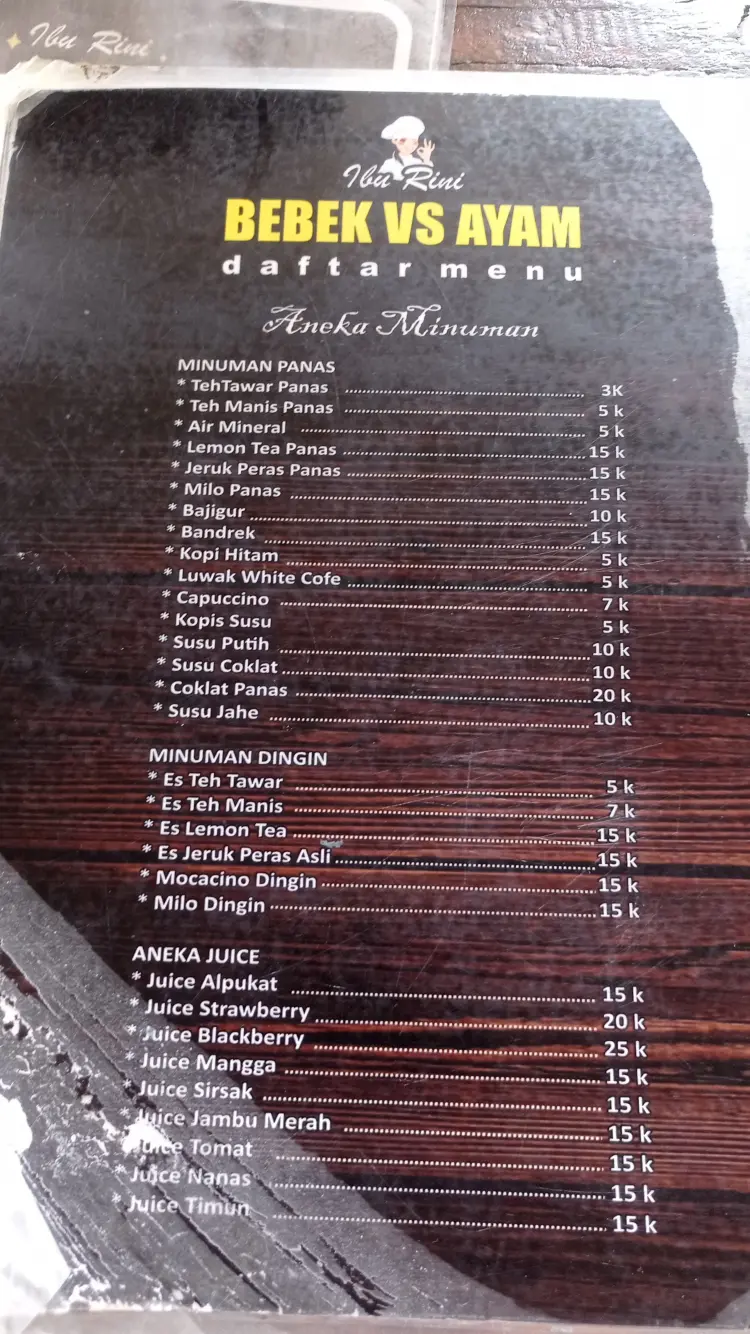 Ibu Rini
Ibu Rini
BEBEK VS AYAM
daftar menu
Aneka Minuman
MINUMAN PANAS
* TehTawar Panas ........ 3K
* Teh Manis Panas ........ 5 k
* Air Mineral ........ 5 k
* Lemon Tea Panas ........ 15 k
* Jeruk Peras Panas ........ 15 k
* Milo Panas ........ 15 k
* Bajigur ........ 10 k
* Bandrek ........ 15 k
* Kopi Hitam ........ 5 k
* Luwak White Cofe ........ 5 k
* Capuccino ........ 7 k
* Kopis Susu 5 k
* Susu Putih ........ 10 k
* Susu Coklat ........ 10 k
* Coklat Panas ........ 20 k
* Susu Jahe ........ 10 k
MINUMAN DINGIN
* Es Teh Tawar ........ 5 k
* Es Teh Manis ........ 7 k
* Es Lemon Tea ........ 15 k
* Es Jeruk Peras Asli ........ 15 k
* Mocacino Dingin ........ 15 k
* Milo Dingin ........ 15 k
ANEKA JUICE
* Juice Alpukat ........ 15 k
* Juice Strawberry ........ 20 k
* Juice Blackberry ........ 25 k
* Juice Mangga ........ 15 k
* Juice Sirsak ........ 15 k
* Juice Jambu Merah ........ 15 k
* Juice Tomat ........ 15 k
* Juice Nanas ........ 15 k
* Juice Timun ........ 15 k